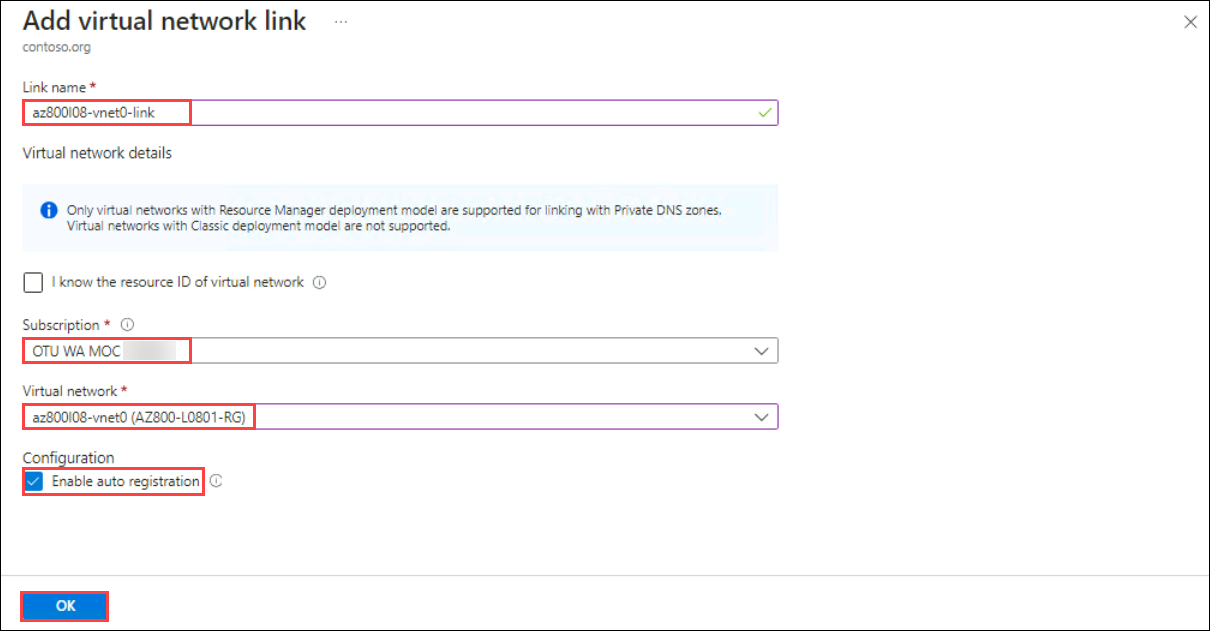 Add virtual network link ...
contoso.org
Link name *
az800l08-vnet0-link
Virtual network details
Only virtual networks with Resource Manager deployment model are supported for linking with Private DNS zones.
Virtual networks with Classic deployment model are not supported.
I know the resource ID of virtual network
Subscription *
OTU WA MOC
Virtual network *
az800l08-vnet0 (AZ800-L0801-RG)
Configuration
Enable auto registration
OK